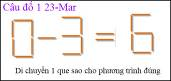 Câu đố 1 23-Mar
0-3=6
Di chuyển 1 que sao cho phương trình đúng